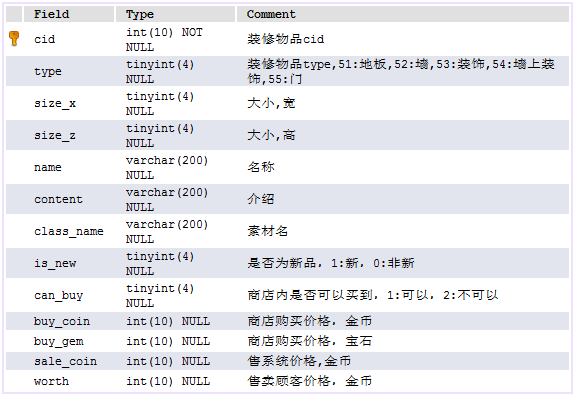 Field Type Comment
cid int(10) NOT NULL 装修物品cid
type tinyint(4) NULL 装修物品type,51:地板,52:墙,53:装饰,54:墙上装饰,55:门
size_x tinyint(4) NULL 大小,宽
size_z tinyint(4) NULL 大小,高
name varchar(200) NULL 名称
content varchar(200) NULL 介绍
class_name varchar(200) NULL 素材名
is_new tinyint(4) NULL 是否为新品，1:新，0:非新
can_buy tinyint(4) NULL 商店内是否可以买到，1:可以，2:不可以
buy_coin int(10) NULL 商店购买价格，金币
buy_gem int(10) NULL 商店购买价格，宝石
sale_coin int(10) NULL 售系统价格,金币
worth int(10) NULL 售卖顾客价格，金币